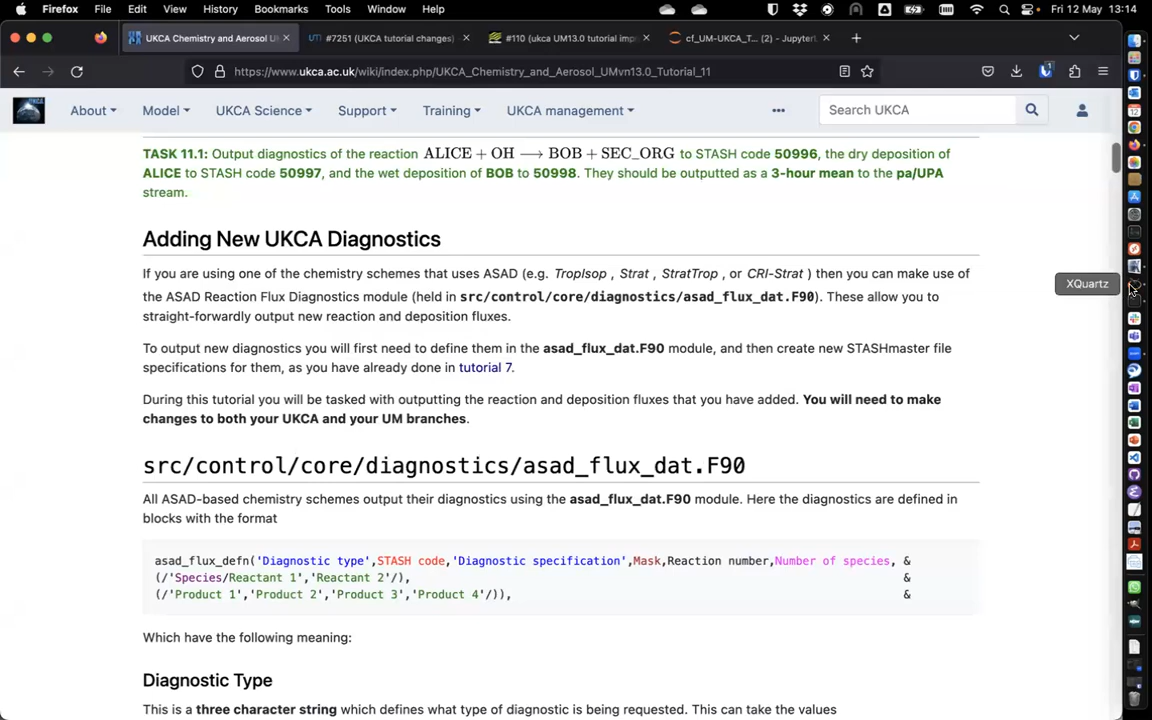 Firefox File Edit View History Bookmarks Tools Window Help Fri 12 May 13:14
UKCA Chemistry and Aerosol U #7251 (UKCA tutorial changes) #110 (ukca UM13.0 tutorial imp cf_UM-UKCA_T... (2) - Jupyter
https://www.ukca.ac.uk/wiki/index.php/UKCA_Chemistry_and_Aerosol_UMvn13.0_Tutorial_11
About Model UKCA Science Support Training UKCA management ••• Search UKCA
TASK 11.1: Output diagnostics of the reaction ALICE + OH ⟶ BOB + SEC_ORG to STASH code 50996, the dry deposition of
ALICE to STASH code 50997, and the wet deposition of BOB to 50998. They should be outputted as a 3-hour mean to the pa/UPA
stream.
Adding New UKCA Diagnostics
If you are using one of the chemistry schemes that uses ASAD (e.g. TropIsop , Strat , StratTrop , or CRI-Strat ) then you can make use of
the ASAD Reaction Flux Diagnostics module (held in src/control/core/diagnostics/asad_flux_dat.F90). These allow you to
straight-forwardly output new reaction and deposition fluxes.
XQuartz
To output new diagnostics you will first need to define them in the asad_flux_dat.F90 module, and then create new STASHmaster file
specifications for them, as you have already done in tutorial 7.
During this tutorial you will be tasked with outputting the reaction and deposition fluxes that you have added. You will need to make
changes to both your UKCA and your UM branches.
src/control/core/diagnostics/asad_flux_dat.F90
All ASAD-based chemistry schemes output their diagnostics using the asad_flux_dat.F90 module. Here the diagnostics are defined in
blocks with the format
asad_flux_defn('Diagnostic type',STASH code,'Diagnostic specification',Mask,Reaction number,Number of species, &
(/'Species/Reactant 1','Reactant 2'/), &
(/'Product 1','Product 2','Product 3','Product 4'/)), &
Which have the following meaning:
Diagnostic Type
This is a three character string which defines what type of diagnostic is being requested. This can take the values